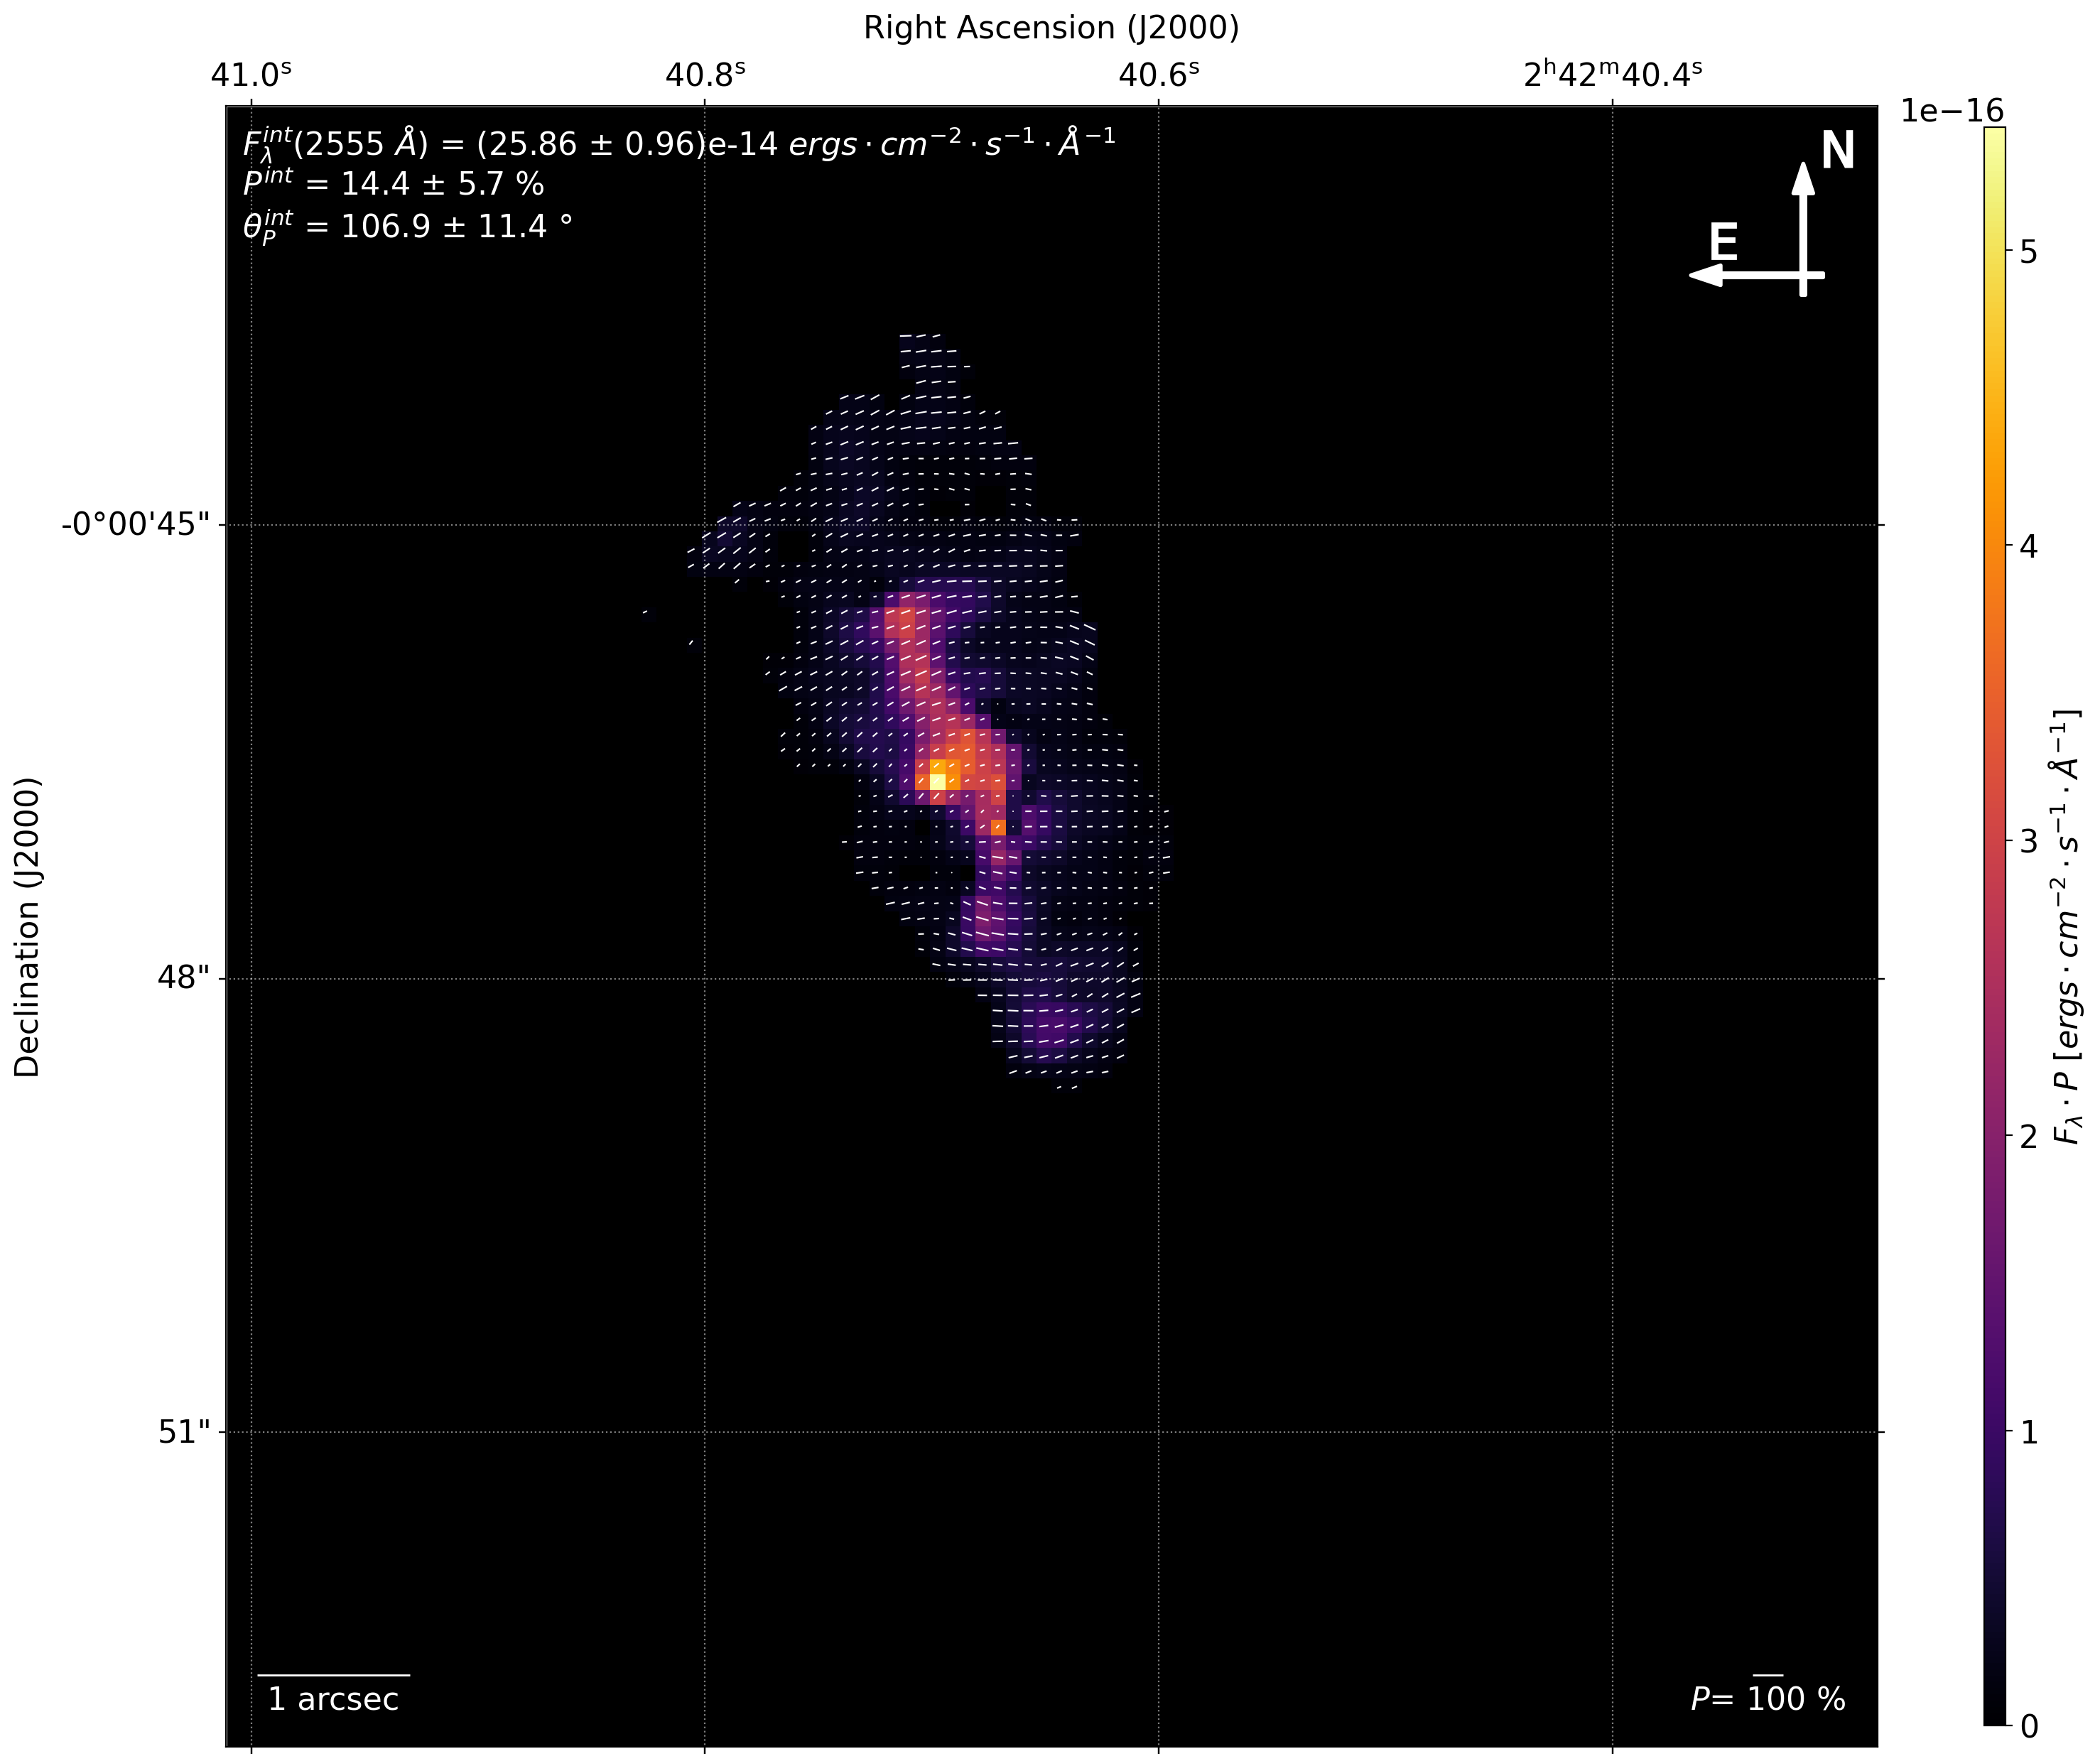 Right Ascension (J2000)
41.0ˢ 40.8ˢ 40.6ˢ 2ʰ42ᵐ40.4ˢ
1e−16
F_λ^{int}(2555 Å) = (25.86 ± 0.96)e-14 ergs · cm⁻² · s⁻¹ · Å⁻¹
P^{int} = 14.4 ± 5.7 %
θ_P^{int} = 106.9 ± 11.4 °
N
E
-0°00'45"
48"
51"
Declination (J2000)
5
4
3
2
1
0
F_λ · P [ergs · cm⁻² · s⁻¹ · Å⁻¹]
1 arcsec
P= 100 %